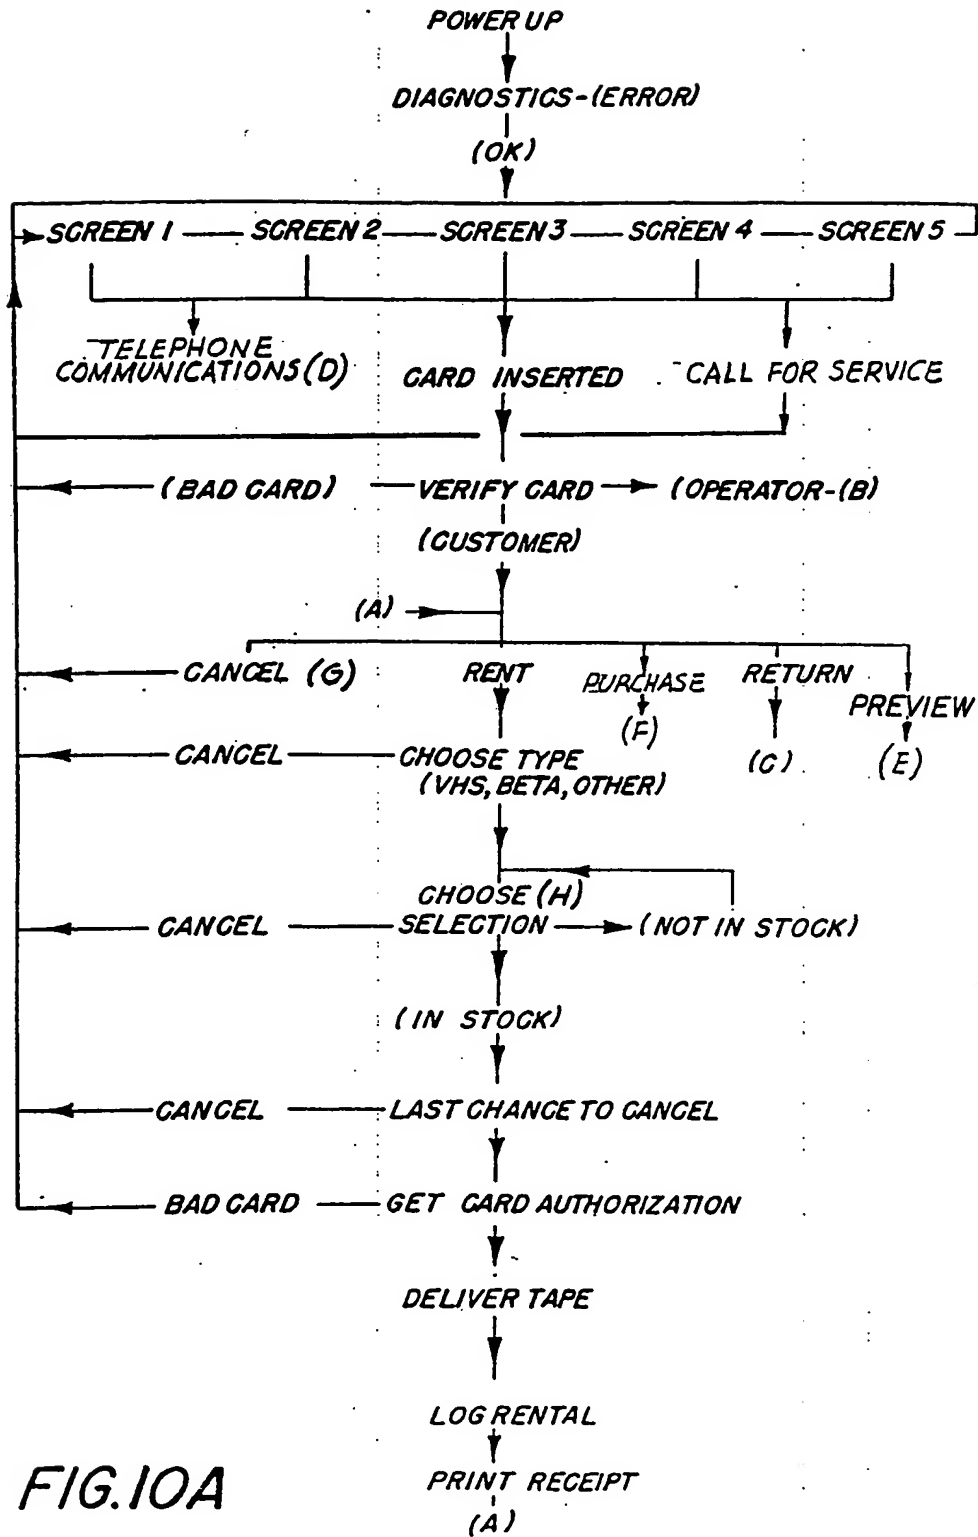 POWER UP
DIAGNOSTICS-(ERROR)
(OK)
SCREEN 1 SCREEN 2 SCREEN 3 SCREEN 4 SCREEN 5
TELEPHONE
COMMUNICATIONS(D)
CARD INSERTED
CALL FOR SERVICE
(BAD CARD) VERIFY CARD (OPERATOR-(B)
(CUSTOMER)
(A)
CANCEL (G) RENT PURCHASE RETURN PREVIEW
(F) (C) (E)
CANCEL CHOOSE TYPE
(VHS, BETA, OTHER)
CHOOSE (H)
CANCEL SELECTION (NOT IN STOCK)
(IN STOCK)
CANCEL LAST CHANCE TO CANCEL
BAD CARD GET CARD AUTHORIZATION
DELIVER TAPE
LOG RENTAL
PRINT RECEIPT
(A)
FIG.10A